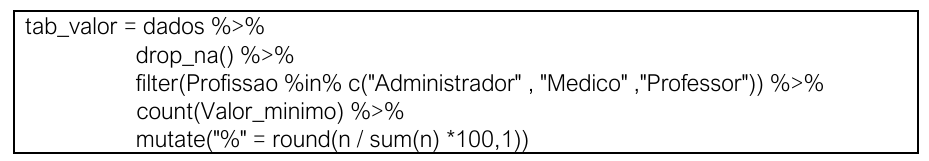 tab_valor = dados %>%
drop_na() %>%
filter(Profissao %in% c("Administrador" , "Medico" ,"Professor")) %>%
count(Valor_minimo) %>%
mutate("%" = round(n / sum(n) *100,1))